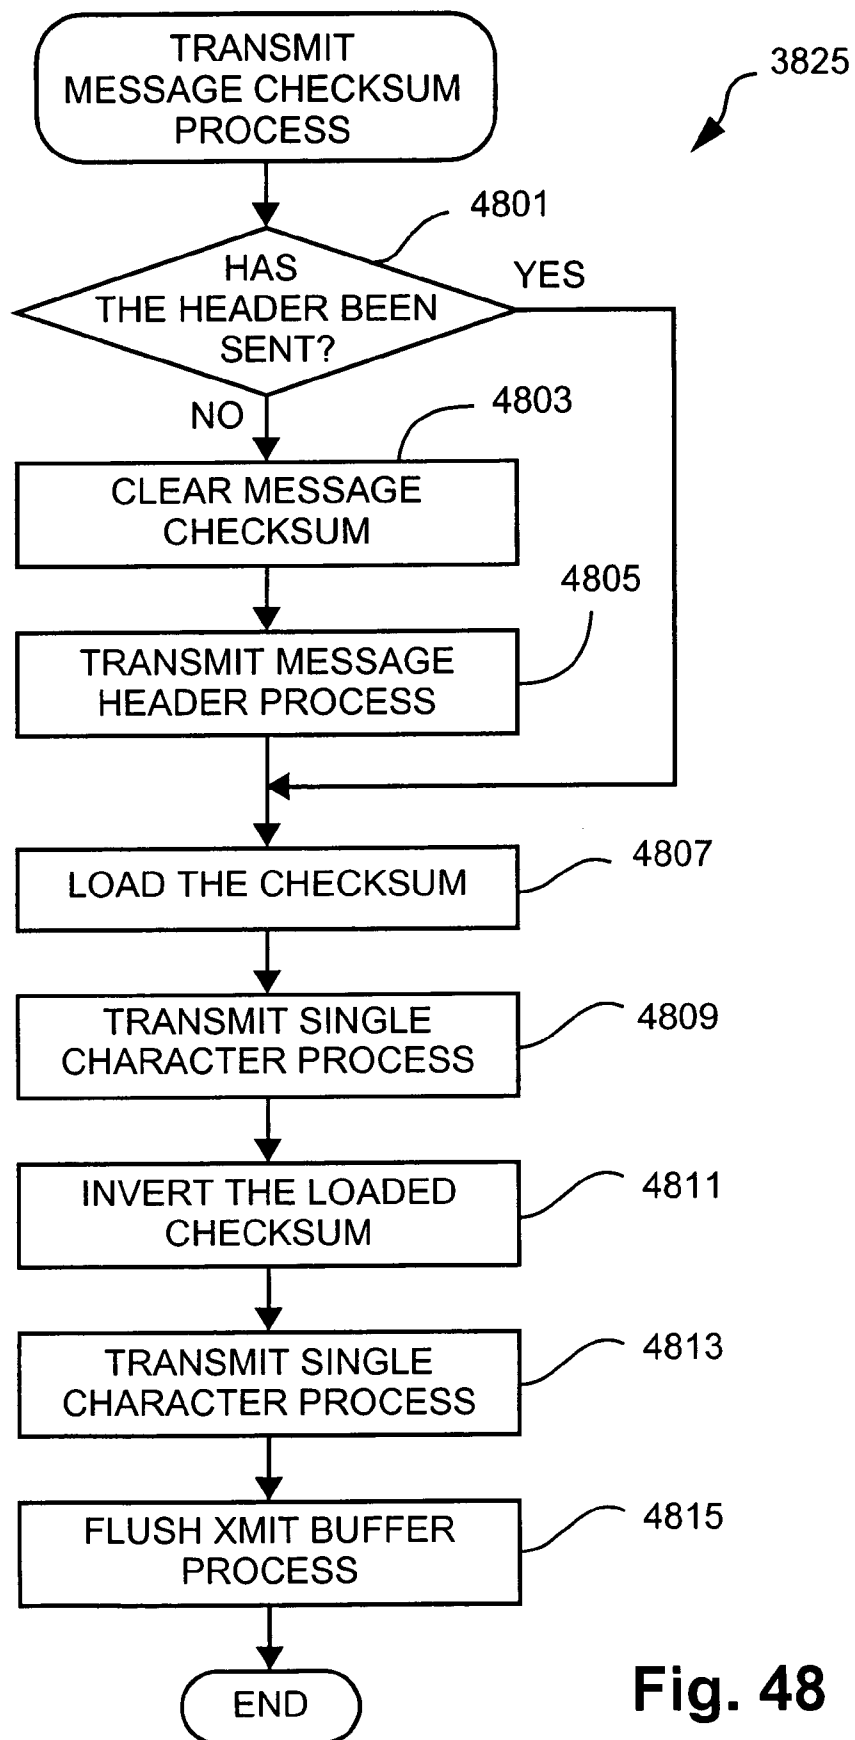 TRANSMIT
MESSAGE CHECKSUM
PROCESS
3825
4801
HAS
THE HEADER BEEN
SENT?
YES
NO
4803
CLEAR MESSAGE
CHECKSUM
4805
TRANSMIT MESSAGE
HEADER PROCESS
4807
LOAD THE CHECKSUM
4809
TRANSMIT SINGLE
CHARACTER PROCESS
4811
INVERT THE LOADED
CHECKSUM
4813
TRANSMIT SINGLE
CHARACTER PROCESS
4815
FLUSH XMIT BUFFER
PROCESS
END
Fig. 48